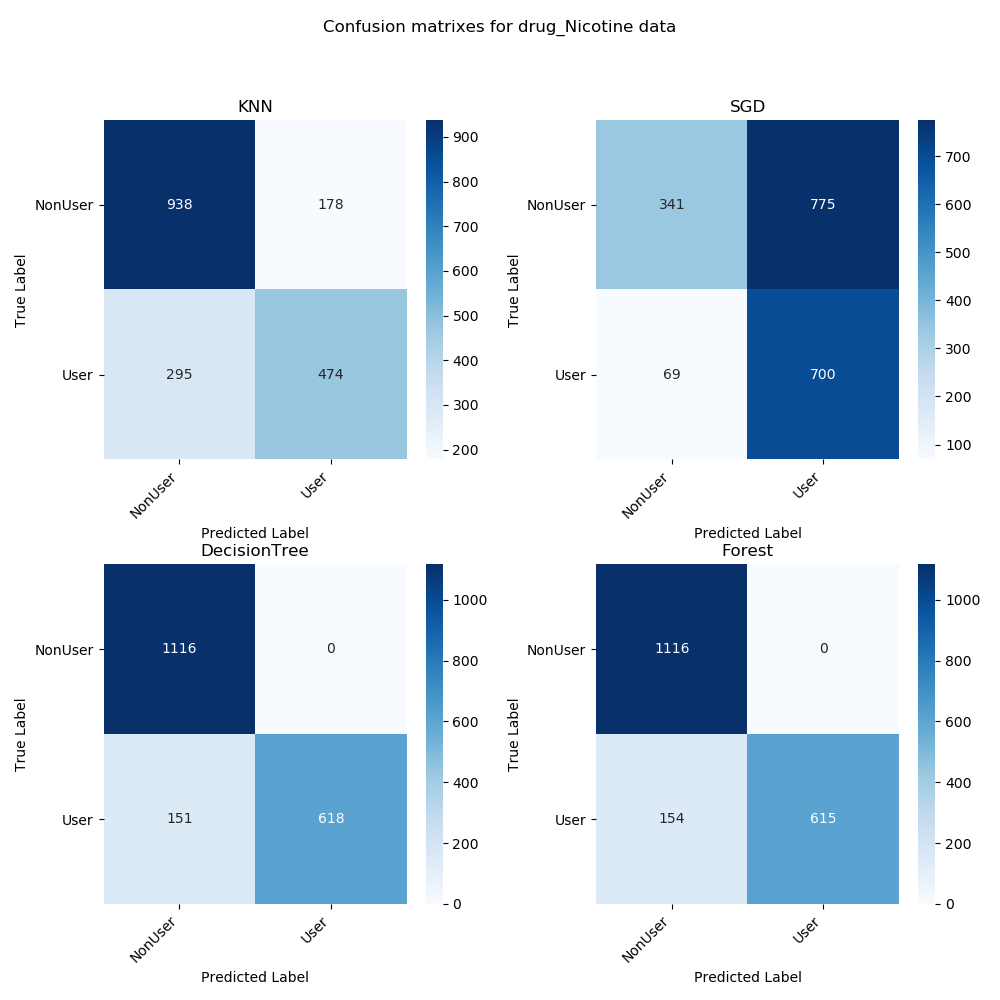 Confusion matrixes for drug_Nicotine data
KNN
NonUser
User
True Label
938 178
295 474
NonUser User
Predicted Label
900
800
700
600
500
400
300
200
SGD
NonUser
User
True Label
341 775
69 700
NonUser User
Predicted Label
700
600
500
400
300
200
100
DecisionTree
NonUser
User
True Label
1116 0
151 618
NonUser User
Predicted Label
1000
800
600
400
200
0
Forest
NonUser
User
True Label
1116 0
154 615
NonUser User
Predicted Label
1000
800
600
400
200
0